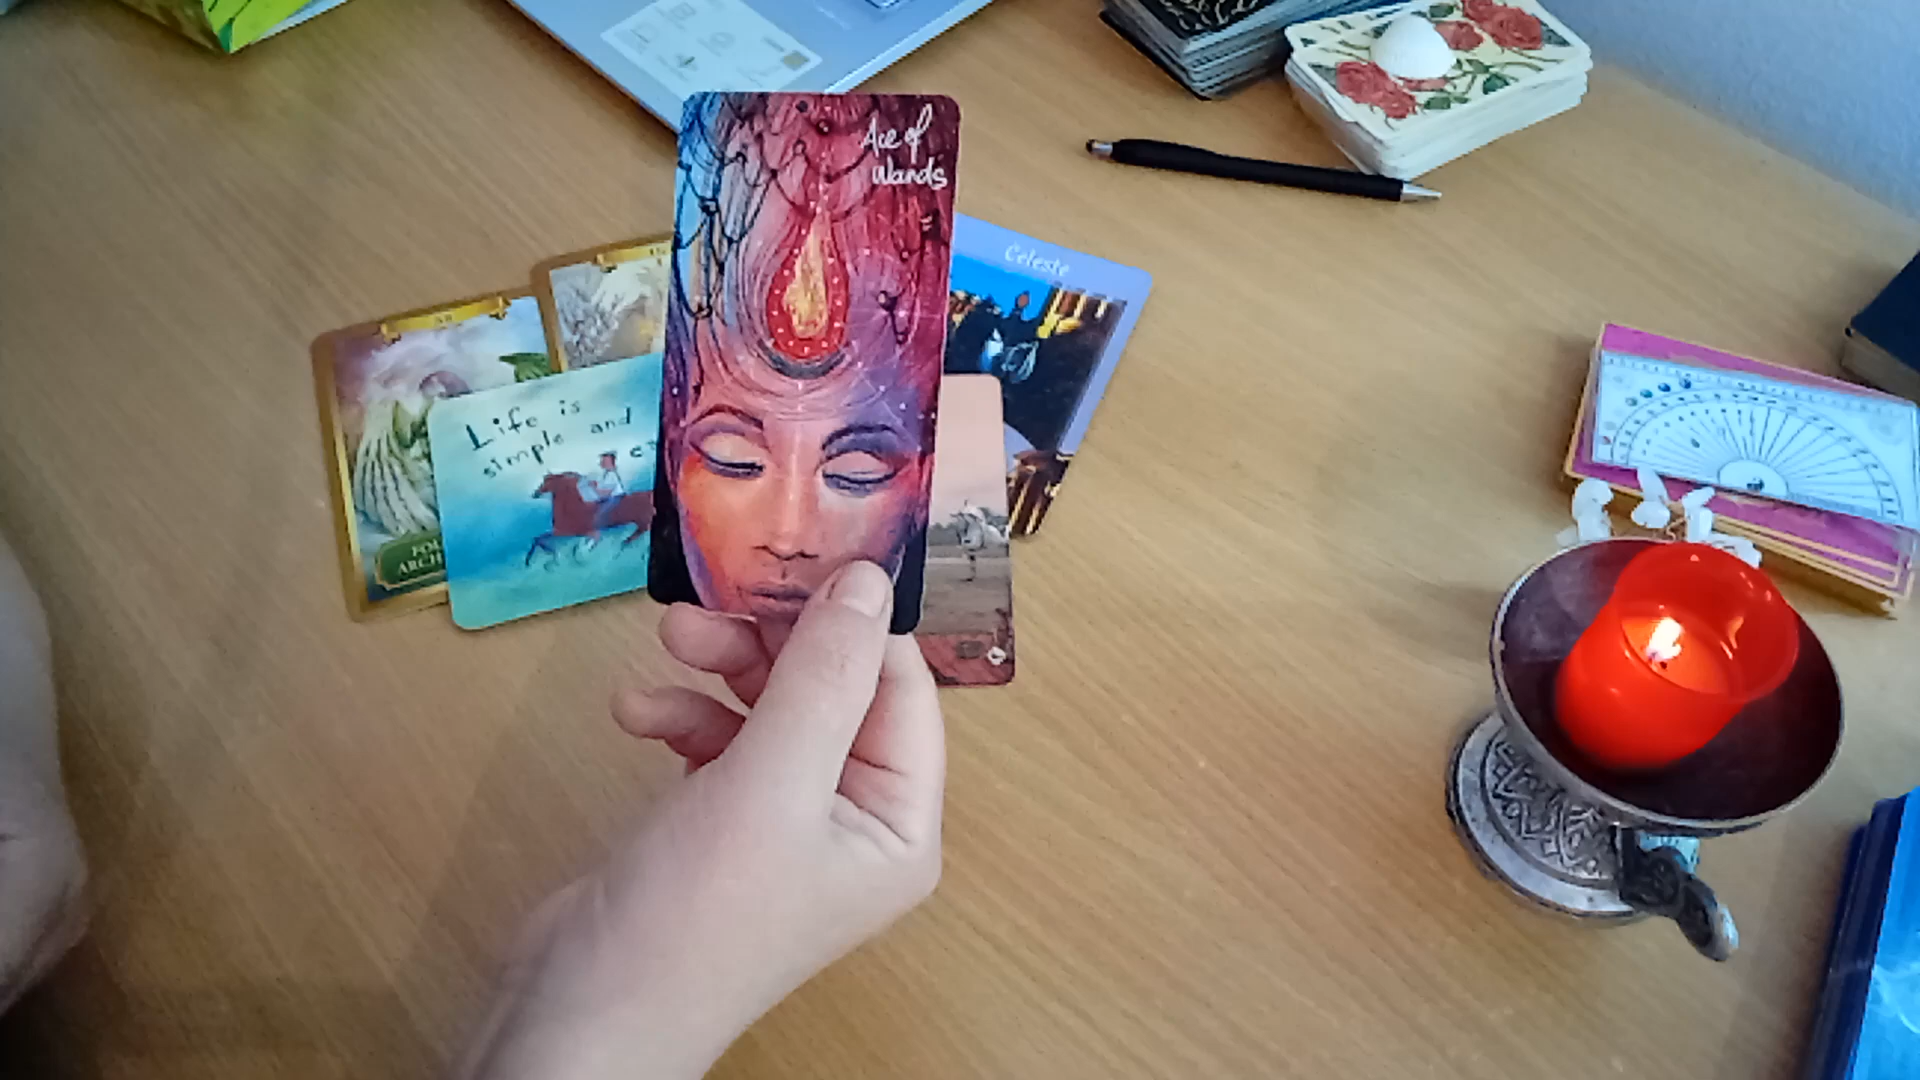 Ace of
Wands
Celeste
Life is
simple and